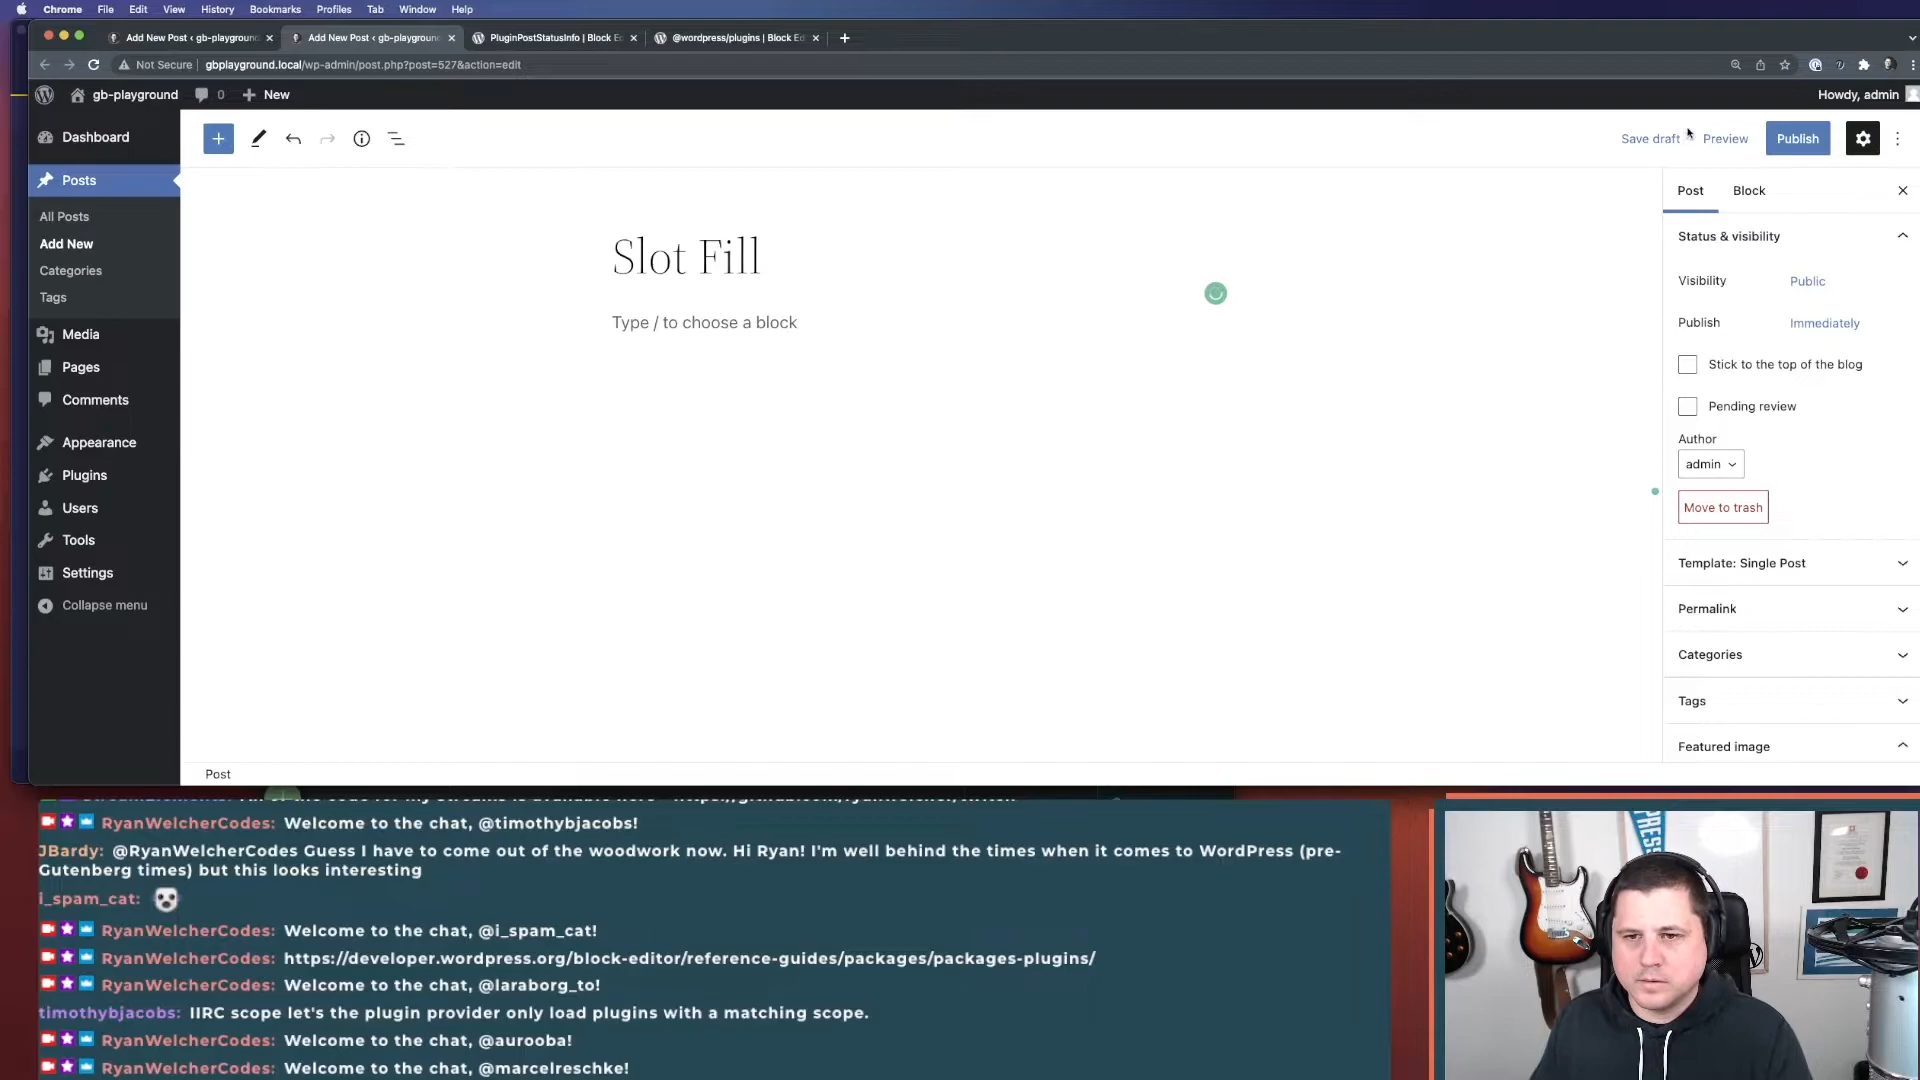 Chrome File Edit View History Bookmarks Profiles Tab Window Help
Add New Post ‹ gb-playground Add New Post ‹ gb-playground PluginPostStatusInfo | Block Ed @wordpress/plugins | Block Edi
Not Secure gbplayground.local/wp-admin/post.php?post=527&action=edit
gb-playground 0 New Howdy, admin
Dashboard
Save draft Preview Publish
Posts
All Posts
Add New
Categories
Tags
Media
Pages
Comments
Appearance
Plugins
Users
Tools
Settings
Collapse menu
Slot Fill
Type / to choose a block
Post
Post Block
Status & visibility
Visibility Public
Publish Immediately
Stick to the top of the blog
Pending review
Author
admin
Move to trash
Template: Single Post
Permalink
Categories
Tags
Featured image
RyanWelcherCodes: Welcome to the chat, @timothybjacobs!
JBardy: @RyanWelcherCodes Guess I have to come out of the woodwork now. Hi Ryan! I'm well behind the times when it comes to WordPress (pre-
Gutenberg times) but this looks interesting
i_spam_cat:
RyanWelcherCodes: Welcome to the chat, @i_spam_cat!
RyanWelcherCodes: https://developer.wordpress.org/block-editor/reference-guides/packages/packages-plugins/
RyanWelcherCodes: Welcome to the chat, @laraborg_to!
timothybjacobs: IIRC scope let's the plugin provider only load plugins with a matching scope.
RyanWelcherCodes: Welcome to the chat, @aurooba!
RyanWelcherCodes: Welcome to the chat, @marcelreschke!